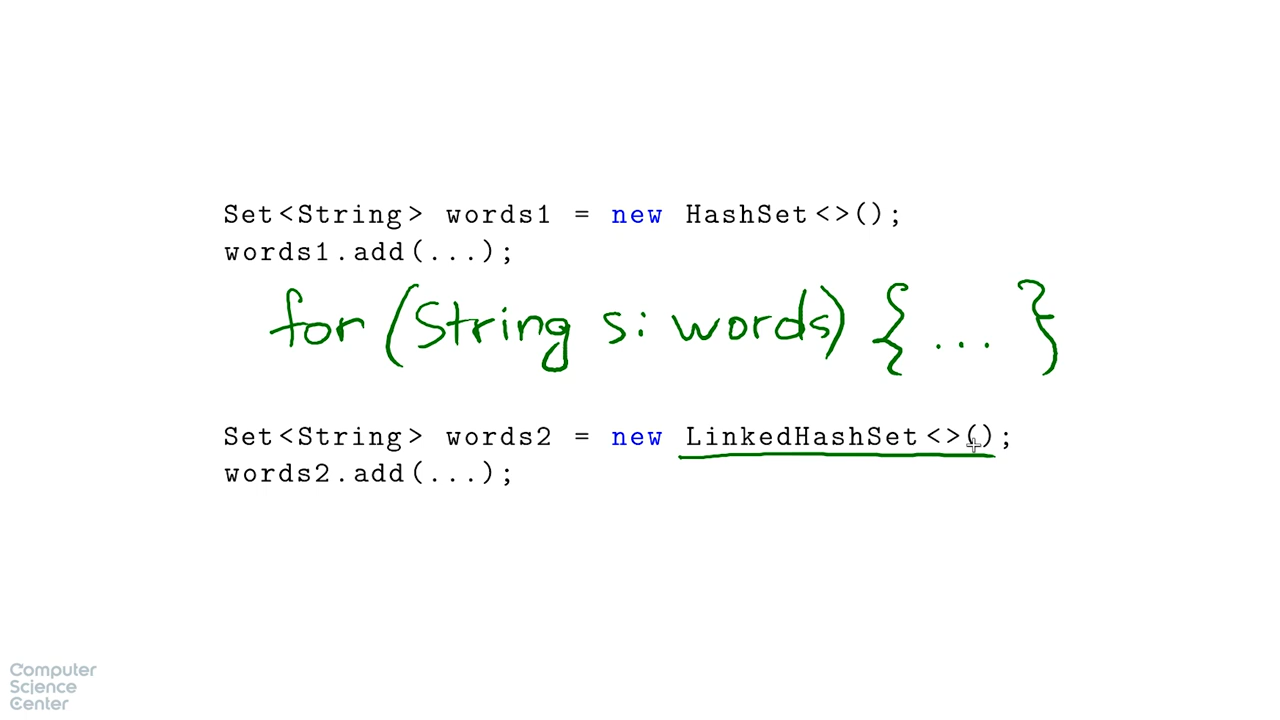 Set<String> words1 = new HashSet<>();
words1.add(...);
for (String s: words) { ... }
Set<String> words2 = new LinkedHashSet<>();
words2.add(...);
Computer
Science
Center